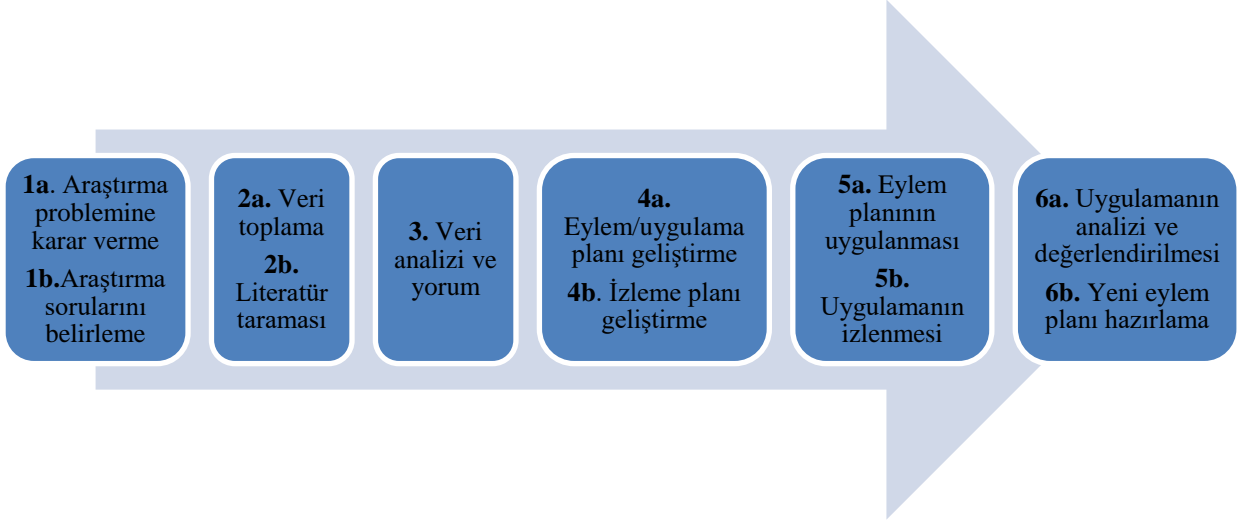 1a. Araştırma
problemine
karar verme
1b.Araştırma
sorularını
belirleme
2a. Veri
toplama
2b.
Literatür
taraması
3. Veri
analizi ve
yorum
4a.
Eylem/uygulama
planı geliştirme
4b. İzleme planı
geliştirme
5a. Eylem
planının
uygulanması
5b.
Uygulamanın
izlenmesi
6a. Uygulamanın
analizi ve
değerlendirilmesi
6b. Yeni eylem
planı hazırlama